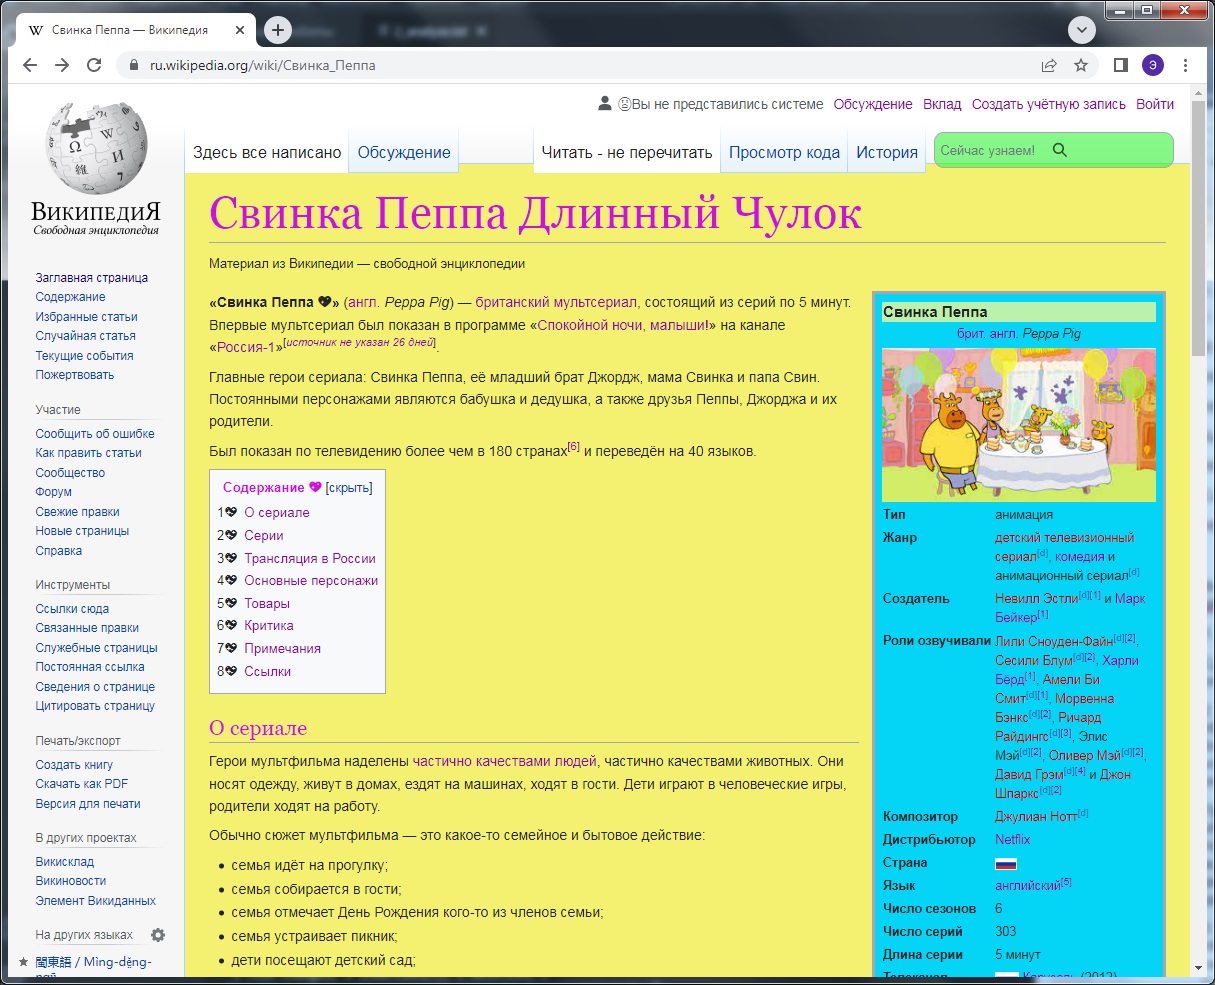 Свинка Пеппа — Википедия
ru.wikipedia.org/wiki/Свинка_Пеппа
Э
Вы не представились системе Обсуждение Вклад Создать учётную запись Войти
Здесь все написано Обсуждение Читать - не перечитать Просмотр кода История Сейчас узнаем!
ВикипедиЯ
Свободная энциклопедия
Заглавная страница
Содержание
Избранные статьи
Случайная статья
Текущие события
Пожертвовать
Участие
Сообщить об ошибке
Как править статьи
Сообщество
Форум
Свежие правки
Новые страницы
Справка
Инструменты
Ссылки сюда
Связанные правки
Служебные страницы
Постоянная ссылка
Сведения о странице
Цитировать страницу
Печать/экспорт
Создать книгу
Скачать как PDF
Версия для печати
В других проектах
Викисклад
Викиновости
Элемент Викиданных
На других языках
閩東語 / Mìng-dĕ̤ng-
Свинка Пеппа Длинный Чулок
Материал из Википедии — свободной энциклопедии
«Свинка Пеппа 💖» (англ. Peppa Pig) — британский мультсериал, состоящий из серий по 5 минут.
Впервые мультсериал был показан в программе «Спокойной ночи, малыши!» на канале
«Россия-1»[источник не указан 26 дней].
Главные герои сериала: Свинка Пеппа, её младший брат Джордж, мама Свинка и папа Свин.
Постоянными персонажами являются бабушка и дедушка, а также друзья Пеппы, Джорджа и их
родители.
Был показан по телевидению более чем в 180 странах[6] и переведён на 40 языков.
Содержание 💖 [скрыть]
1💖 О сериале
2💖 Серии
3💖 Трансляция в России
4💖 Основные персонажи
5💖 Товары
6💖 Критика
7💖 Примечания
8💖 Ссылки
О сериале
Герои мультфильма наделены частично качествами людей, частично качествами животных. Они
носят одежду, живут в домах, ездят на машинах, ходят в гости. Дети играют в человеческие игры,
родители ходят на работу.
Обычно сюжет мультфильма — это какое-то семейное и бытовое действие:
• семья идёт на прогулку;
• семья собирается в гости;
• семья отмечает День Рождения кого-то из членов семьи;
• семья устраивает пикник;
• дети посещают детский сад;
Свинка Пеппа
брит. англ. Peppa Pig
Тип анимация
Жанр детский телевизионный
сериал[d], комедия и
анимационный сериал[d]
Создатель Невилл Эстли[d][1] и Марк
Бейкер[1]
Роли озвучивали Лили Сноуден-Файн[d][2],
Сесили Блум[d][2], Харли
Бёрд[1], Амели Би
Смит[d][1], Морвенна
Бэнкс[d][2], Ричард
Райдингс[d][3], Элис
Мэй[d][2], Оливер Мэй[d][2],
Давид Грэм[d][4] и Джон
Шпаркс[d][2]
Композитор Джулиан Нотт[d]
Дистрибьютор Netflix
Страна
Язык английский[5]
Число сезонов 6
Число серий 303
Длина серии 5 минут
Телеканал Карусель (2012)